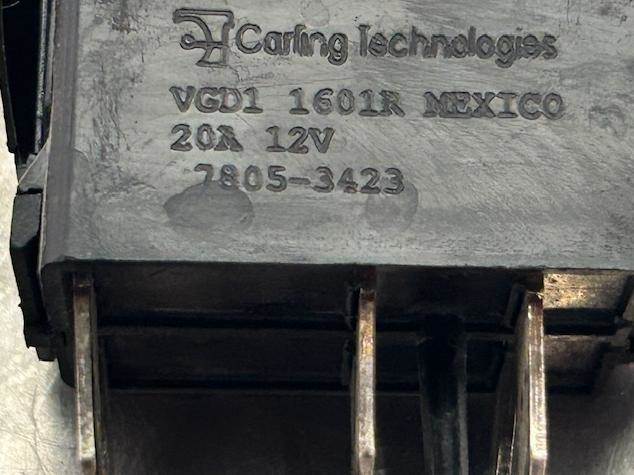 Carling Technologies
VGD1 1601R MEXICO
20A 12V
7805-3423